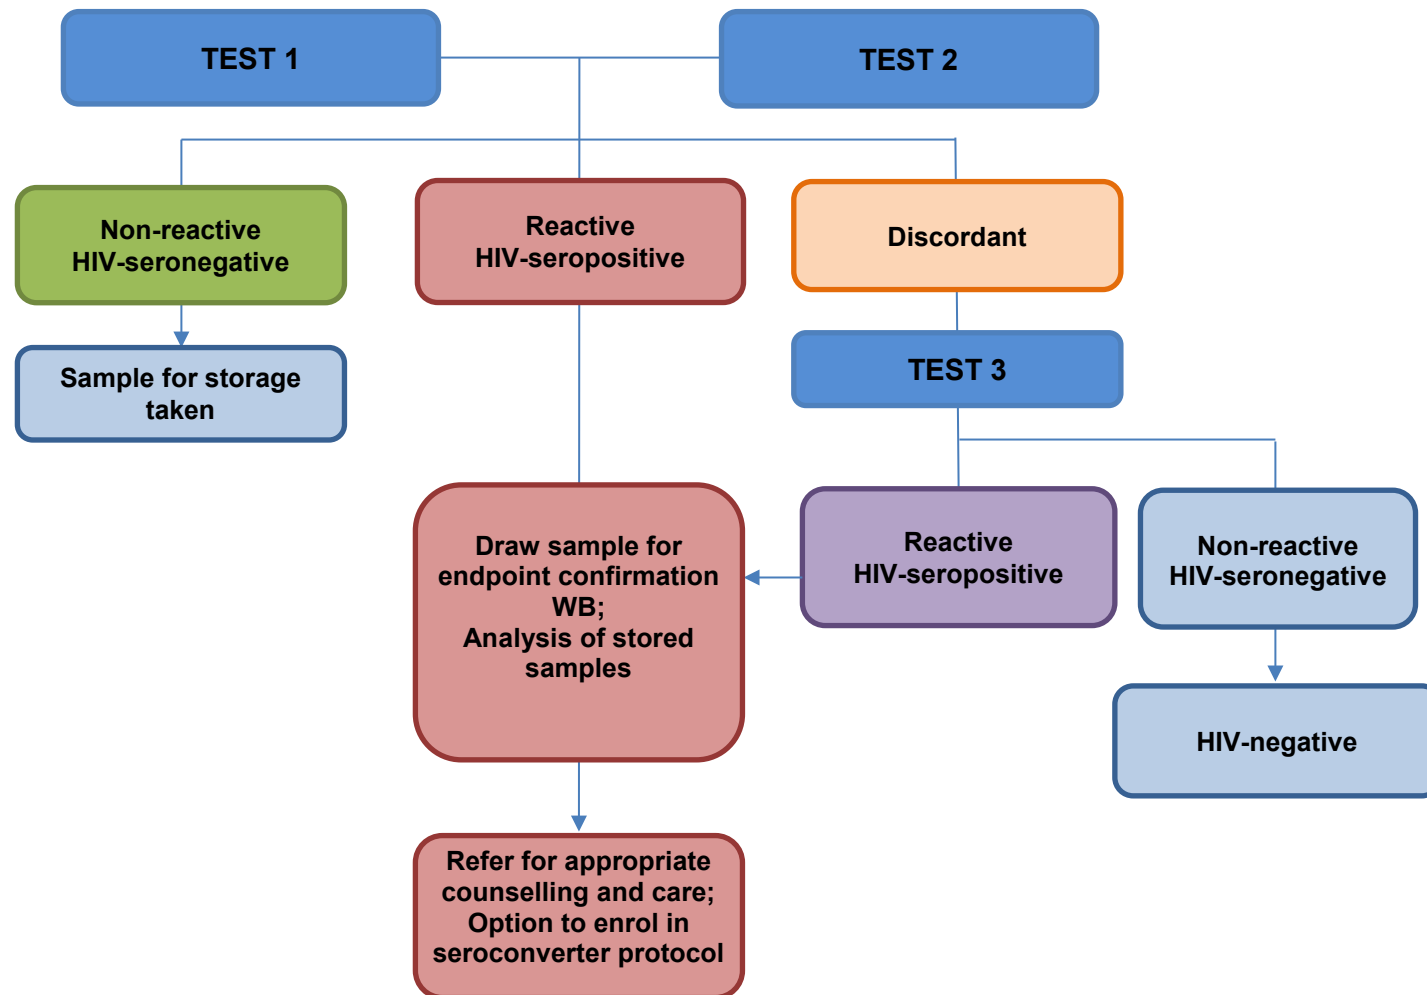 TEST 1
TEST 2
Non-reactive
HIV-seronegative
Reactive
HIV-seropositive
Discordant
Sample for storage
taken
TEST 3
Draw sample for
endpoint confirmation
WB;
Analysis of stored
samples
Reactive
HIV-seropositive
Non-reactive
HIV-seronegative
HIV-negative
Refer for appropriate
counselling and care;
Option to enrol in
seroconverter protocol